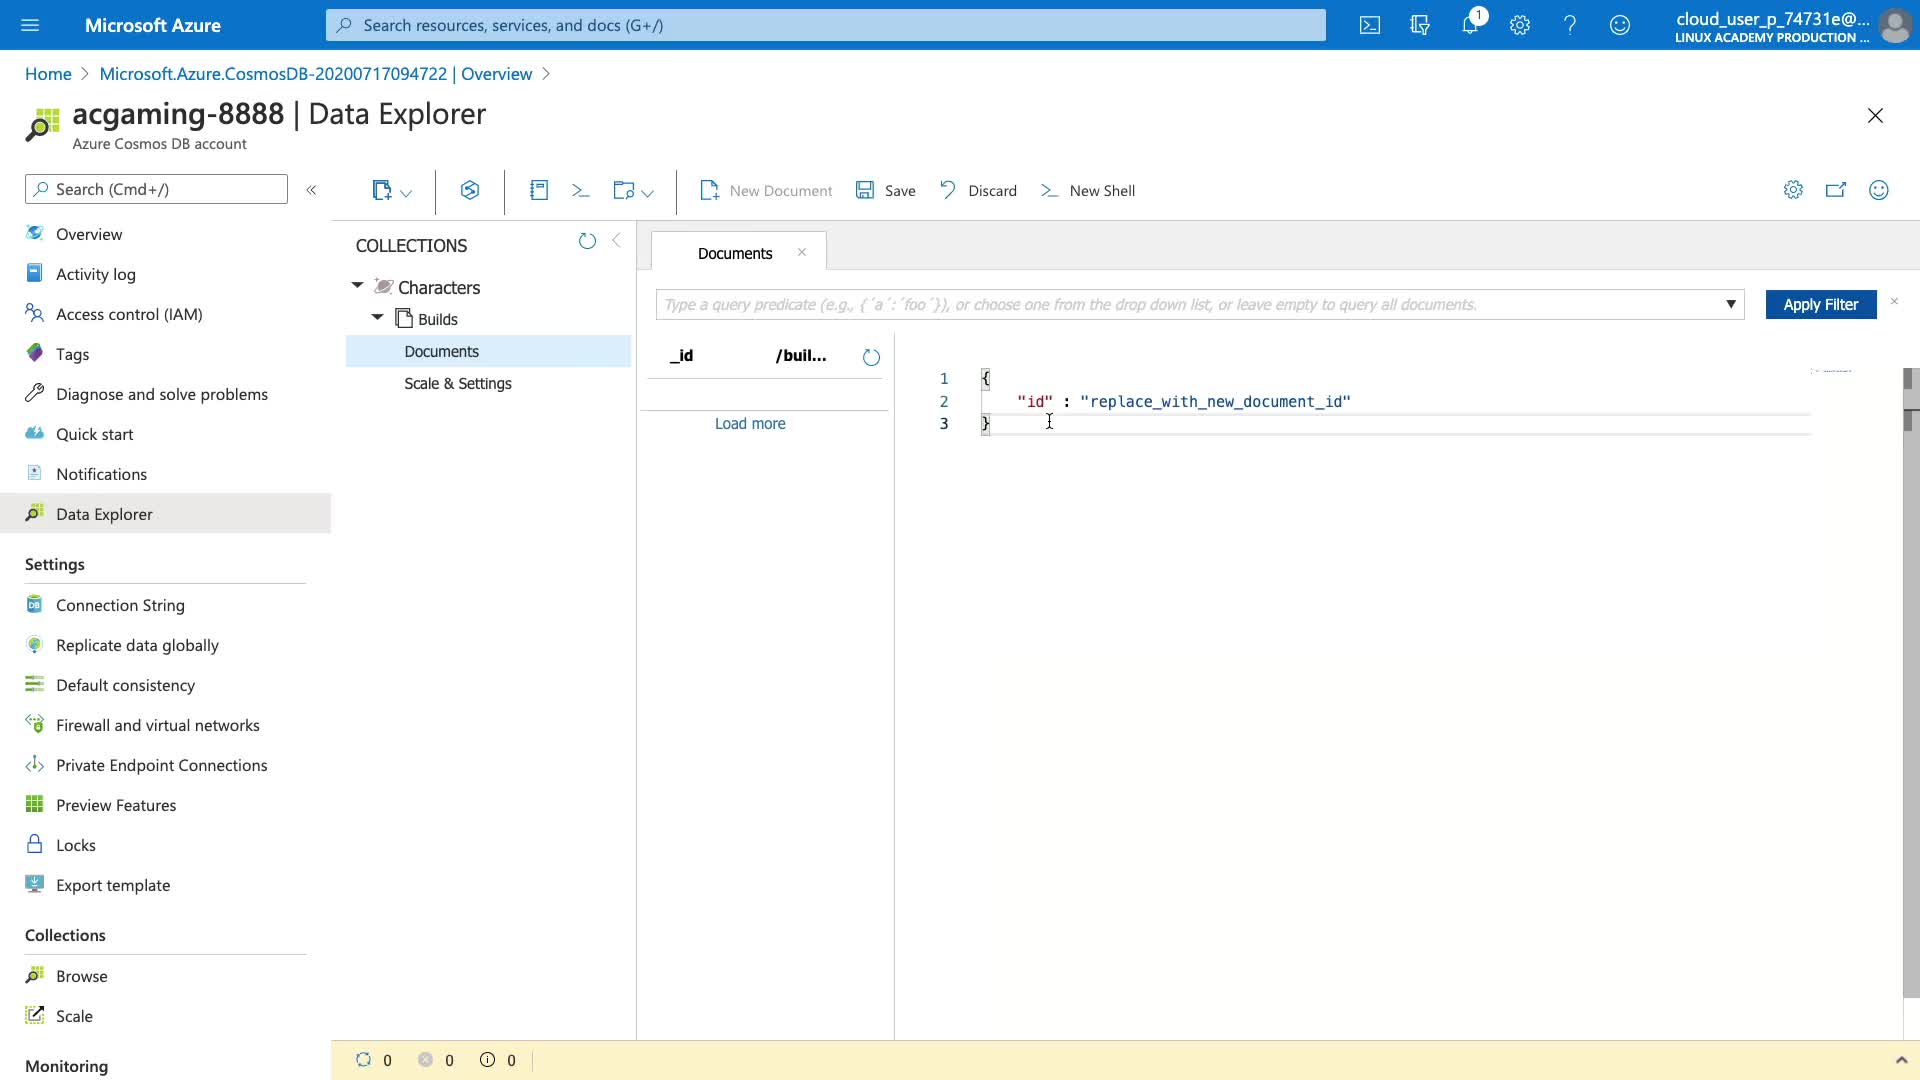 Microsoft Azure
Search resources, services, and docs (G+/)
1
cloud_user_p_74731e@...
LINUX ACADEMY PRODUCTION ...
Home > Microsoft.Azure.CosmosDB-20200717094722 | Overview >
acgaming-8888 | Data Explorer
Azure Cosmos DB account
Search (Cmd+/)
«
New Document
Save
Discard
New Shell
Overview
Activity log
Access control (IAM)
Tags
Diagnose and solve problems
Quick start
Notifications
Data Explorer
Settings
Connection String
Replicate data globally
Default consistency
Firewall and virtual networks
Private Endpoint Connections
Preview Features
Locks
Export template
Collections
Browse
Scale
Monitoring
COLLECTIONS
Characters
Builds
Documents
Scale & Settings
Documents
Type a query predicate (e.g., {´a´:´foo´}), or choose one from the drop down list, or leave empty to query all documents.
Apply Filter
_id /buil...
Load more
1 {
2 "id" : "replace_with_new_document_id"
3 }
0 0 0